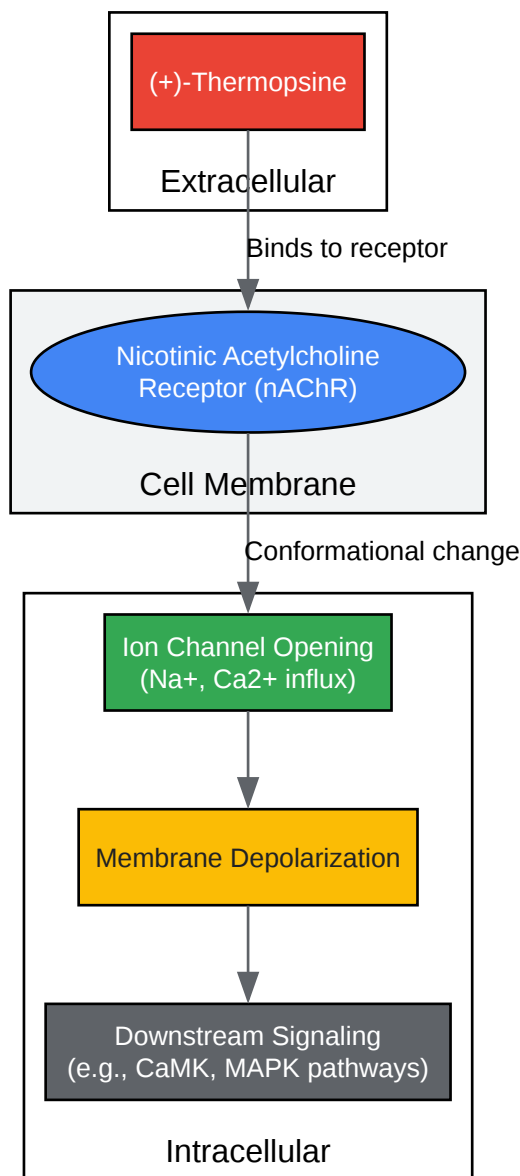 (+)-Thermopsine
Extracellular
Binds to receptor
Nicotinic Acetylcholine
Receptor (nAChR)
Cell Membrane
Conformational change
Ion Channel Opening
(Na+, Ca2+ influx)
Membrane Depolarization
Downstream Signaling
(e.g., CaMK, MAPK pathways)
Intracellular